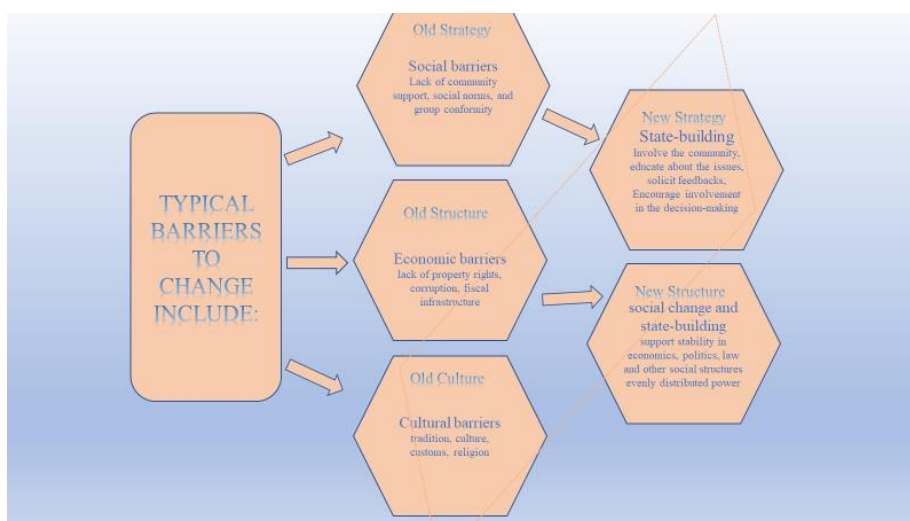 TYPICAL
BARRIERS
TO
CHANGE
INCLUDE:
Old Strategy
Social barriers
Lack of community
support, social norms, and
group conformity
Old Structure
Economic barriers
lack of property rights,
corruption, fiscal
infrastructure
Old Culture
Cultural barriers
tradition, culture,
customs, religion
New Strategy
State-building
Involve the community,
educate about the issues,
solicit feedbacks,
Encourage involvement
in the decision-making
New Structure
social change and
state-building
support stability in
economics, politics, law
and other social structures
evenly distributed power